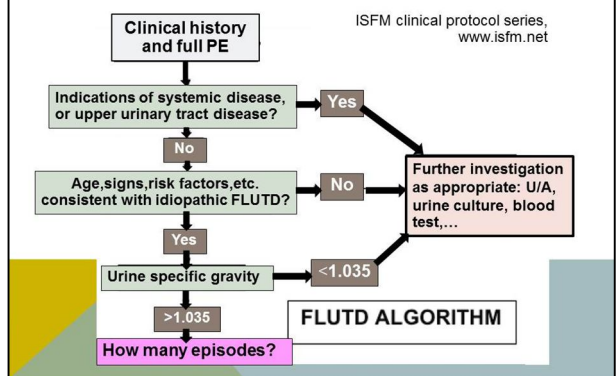 Clinical history
and full PE
ISFM clinical protocol series,
www.isfm.net
Indications of systemic disease,
or upper urinary tract disease?
Yes
No
Age,signs,risk factors,etc.
consistent with idiopathic FLUTD?
No
Further investigation
as appropriate: U/A,
urine culture, blood
test,...
Yes
Urine specific gravity
<1.035
>1.035
FLUTD ALGORITHM
How many episodes?